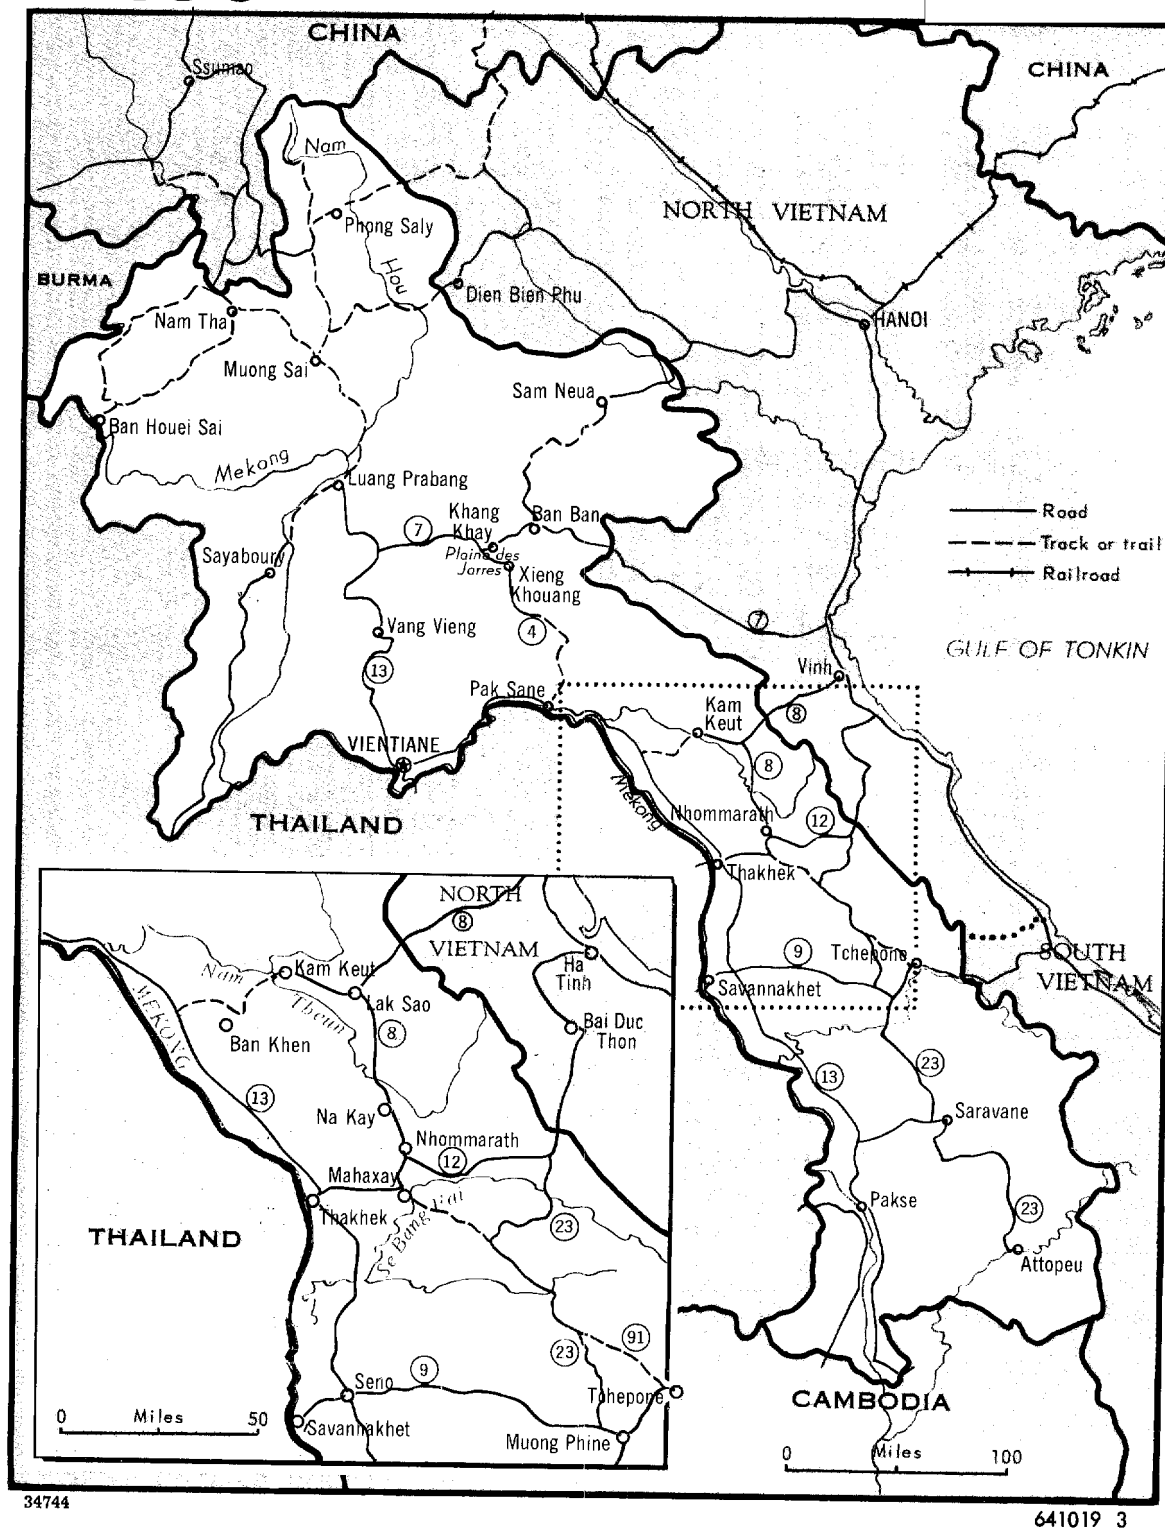 CHINA
Ssumao
CHINA
Nam
NORTH VIETNAM
Phong Saly
Hou
BURMA
Dien Bien Phu
Nam Tha
HANOI
Muong Sai
Sam Neua
Ban Houei Sai
Mekong
Luang Prabang
Khang
Khay
Ban Ban
7
Road
Track or trail
Railroad
Plaine des
Jarres
Sayaboury
Xieng
Khouang
4
7
Vang Vieng
13
GULF OF TONKIN
Vinh
Pak Sane
Kam
Keut
8
VIENTIANE
8
Mekong
Nhommarath
12
THAILAND
Thakhek
9
Tchepone
SOUTH
VIETNAM
Savannakhet
13
23
Saravane
Pakse
23
Attopeu
CAMBODIA
0 Miles 100
NORTH
8
VIETNAM
Ha
Tinh
Nam
Kam Keut
Theun
Lak Sao
MEKONG
Ban Khen
8
Bai Duc
Thon
13
Na Kay
Nhommarath
12
Mahaxay
Thakhek
Se Bang Fai
23
THAILAND
91
23
9
Seno
Tchepone
Savannakhet
Muong Phine
0 Miles 50
34744
641019 3